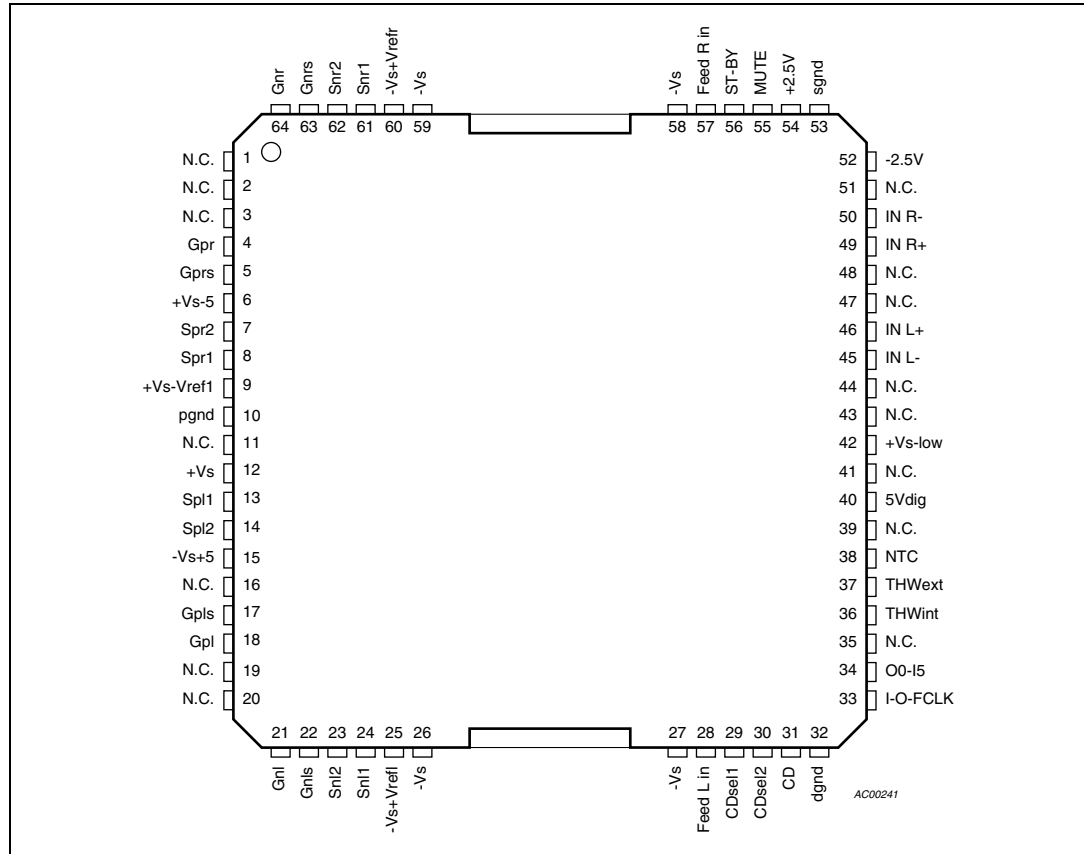 Gnr
Gnrs
Snr2
Snr1
-Vs+Vrefr
-Vs
-Vs
Feed R in
ST-BY
MUTE
+2.5V
sgnd
64 63 62 61 60 59 58 57 56 55 54 53
N.C. 1
N.C. 2
N.C. 3
Gpr 4
Gprs 5
+Vs-5 6
Spr2 7
Spr1 8
+Vs-Vref1 9
pgnd 10
N.C. 11
+Vs 12
Spl1 13
Spl2 14
-Vs+5 15
N.C. 16
Gpls 17
Gpl 18
N.C. 19
N.C. 20
52 -2.5V
51 N.C.
50 IN R-
49 IN R+
48 N.C.
47 N.C.
46 IN L+
45 IN L-
44 N.C.
43 N.C.
42 +Vs-low
41 N.C.
40 5Vdig
39 N.C.
38 NTC
37 THWext
36 THWint
35 N.C.
34 O0-I5
33 I-O-FCLK
21 22 23 24 25 26 27 28 29 30 31 32
Gnl
Gnls
Snl2
Snl1
-Vs+Vrefl
-Vs
-Vs
Feed L in
CDsel1
CDsel2
CD
dgnd
AC00241